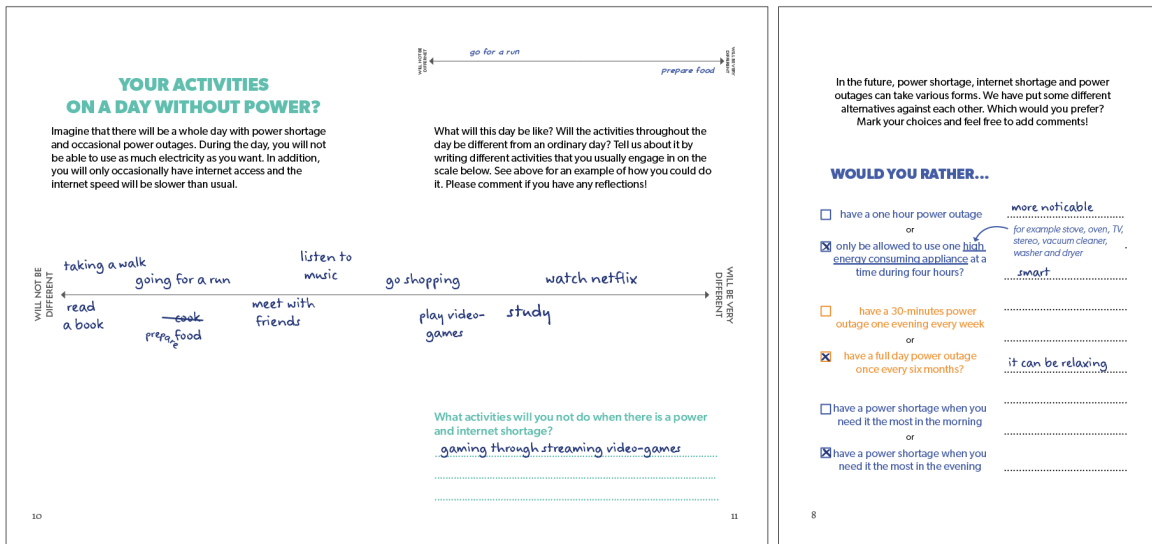 WILL NOT BE
DIFFERNET
go for a run
prepare food
WILL BE VERY
DIFFERENT
YOUR ACTIVITIES
ON A DAY WITHOUT POWER?
Imagine that there will be a whole day with power shortage
and occasional power outages. During the day, you will not
be able to use as much electricity as you want. In addition,
you will only occasionally have internet access and the
internet speed will be slower than usual.
What will this day be like? Will the activities throughout the
day be different from an ordinary day? Tell us about it by
writing different activities that you usually engage in on the
scale below. See above for an example of how you could do
it. Please comment if you have any reflections!
WILL NOT BE
DIFFERENT
taking a walk
going for a run
listen to
music
go shopping
watch netflix
read
a book
cook
prepare food
meet with
friends
play video-
games
study
WILL BE VERY
DIFFERENT
What activities will you not do when there is a power
and internet shortage?
gaming through streaming video-games
10
11
In the future, power shortage, internet shortage and power
outages can take various forms. We have put some different
alternatives against each other. Which would you prefer?
Mark your choices and feel free to add comments!
WOULD YOU RATHER...
have a one hour power outage
more noticable
or
only be allowed to use one high
energy consuming appliance at a
time during four hours?
for example stove, oven, TV,
stereo, vacuum cleaner,
washer and dryer
smart
have a 30-minutes power
outage one evening every week
or
have a full day power outage
once every six months?
it can be relaxing
have a power shortage when you
need it the most in the morning
or
have a power shortage when you
need it the most in the evening
8